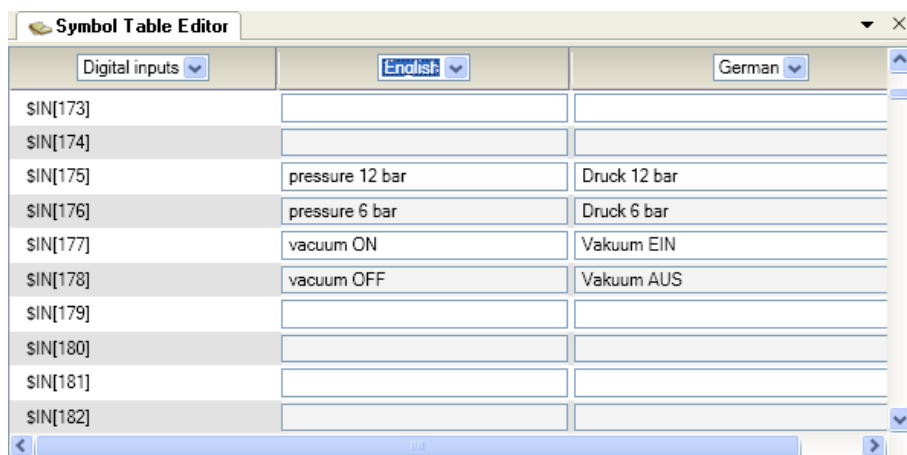 Symbol Table Editor
Digital inputs English German
$IN[173]
$IN[174]
$IN[175] pressure 12 bar Druck 12 bar
$IN[176] pressure 6 bar Druck 6 bar
$IN[177] vacuum ON Vakuum EIN
$IN[178] vacuum OFF Vakuum AUS
$IN[179]
$IN[180]
$IN[181]
$IN[182]